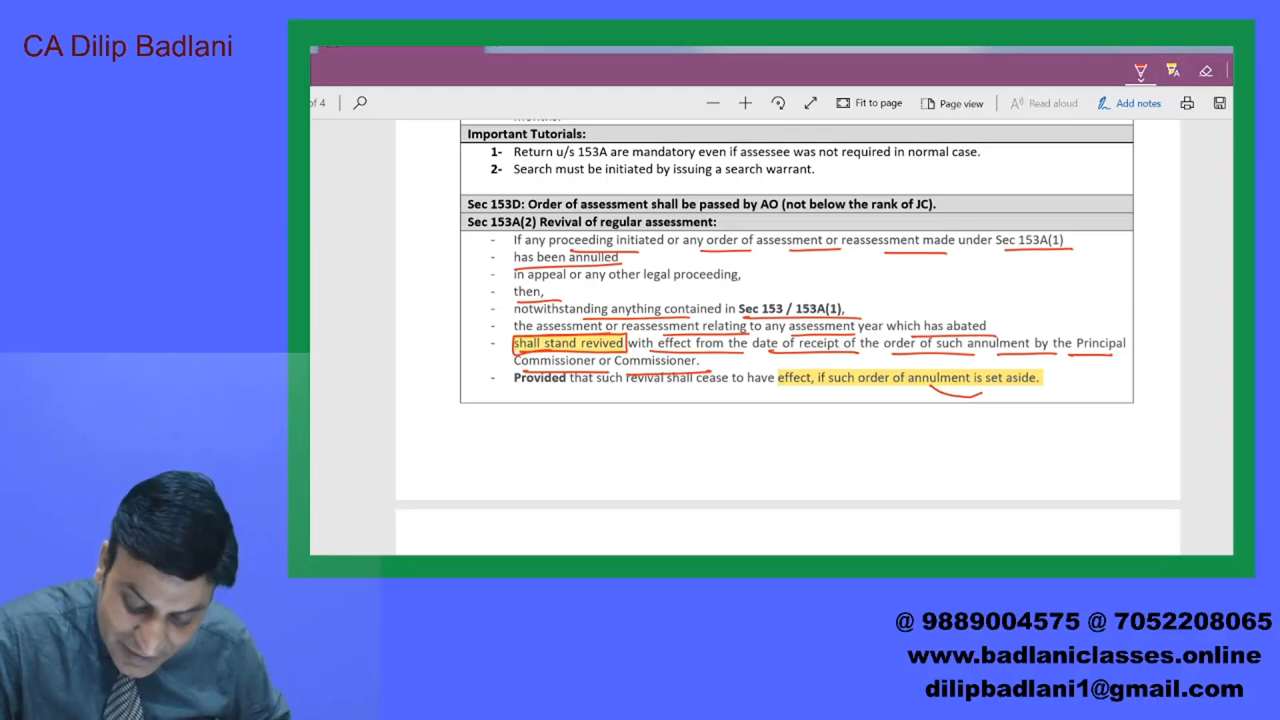 CA Dilip Badlani
of 4
Fit to page
Page view
Read aloud
Add notes
Important Tutorials:
1- Return u/s 153A are mandatory even if assessee was not required in normal case.
2- Search must be initiated by issuing a search warrant.
Sec 153D: Order of assessment shall be passed by AO (not below the rank of JC).
Sec 153A(2) Revival of regular assessment:
- If any proceeding initiated or any order of assessment or reassessment made under Sec 153A(1)
- has been annulled
- in appeal or any other legal proceeding,
- then,
- notwithstanding anything contained in Sec 153 / 153A(1),
- the assessment or reassessment relating to any assessment year which has abated
- shall stand revived with effect from the date of receipt of the order of such annulment by the Principal
Commissioner or Commissioner.
- Provided that such revival shall cease to have effect, if such order of annulment is set aside.
@ 9889004575 @ 7052208065
www.badlaniclasses.online
dilipbadlani1@gmail.com